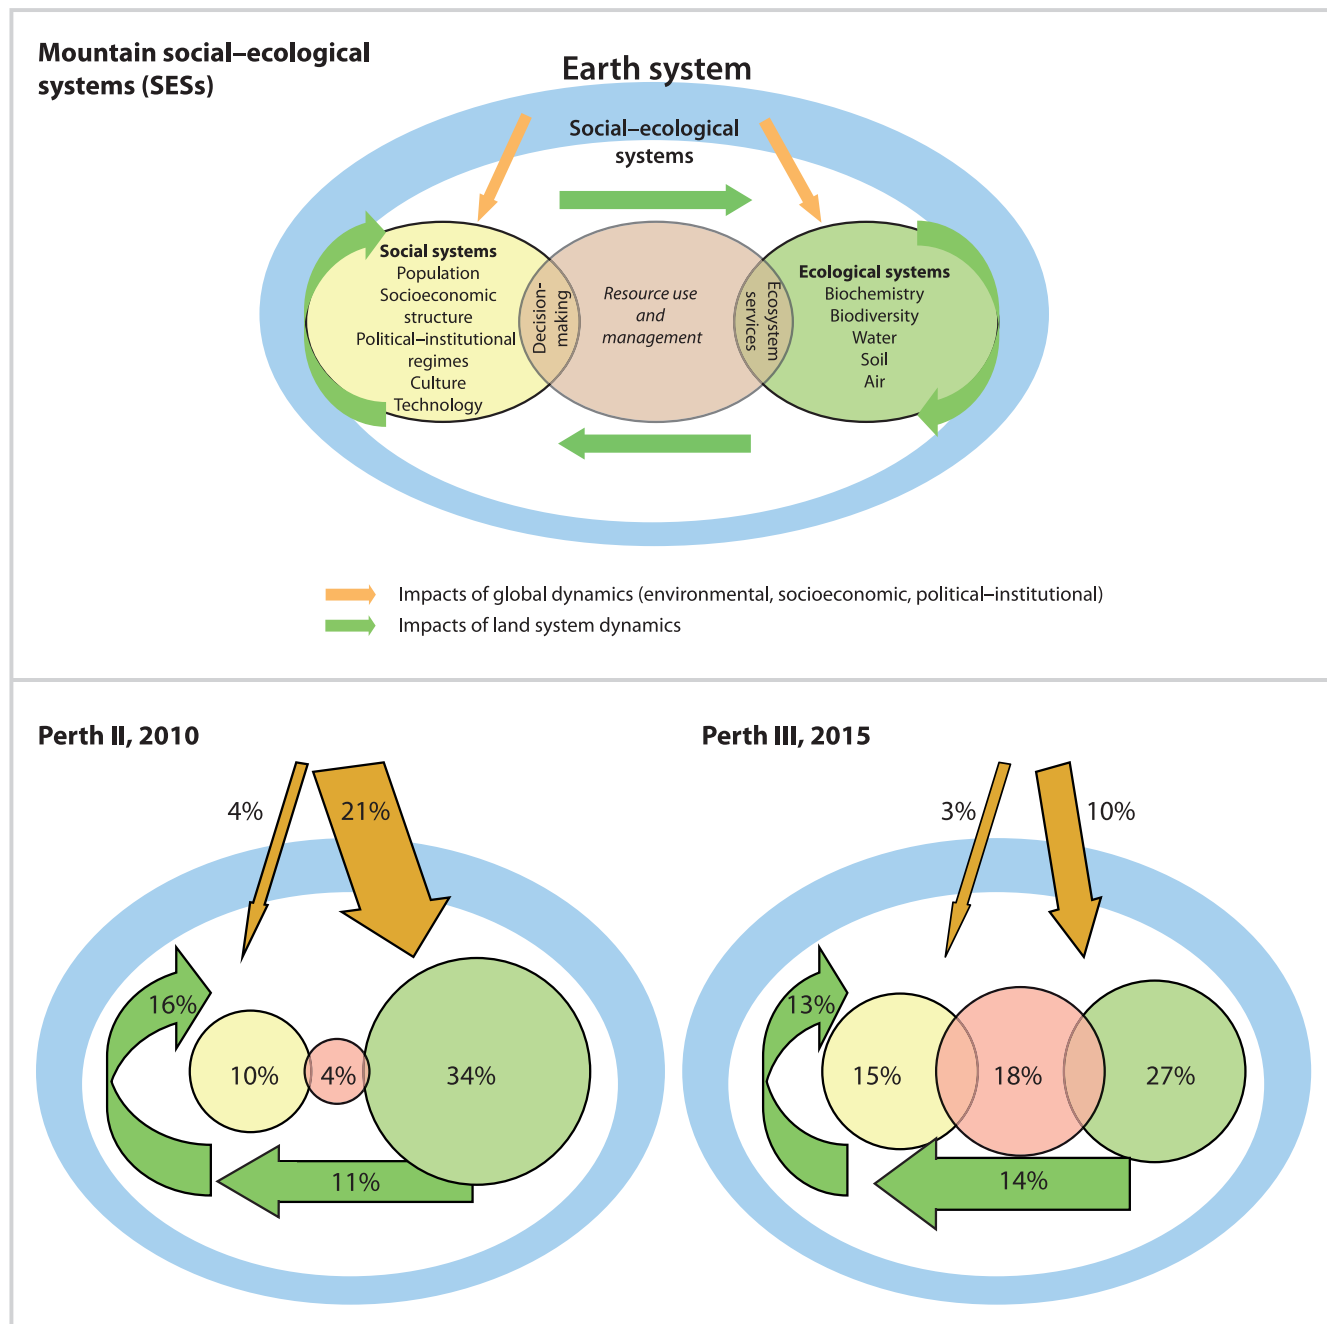 Mountain social–ecological
systems (SESs)
Earth system
Social–ecological
systems
Social systems
Population
Socioeconomic
structure
Political–institutional
regimes
Culture
Technology
Decision-
making
Resource use
and
management
Ecosystem
services
Ecological systems
Biochemistry
Biodiversity
Water
Soil
Air
Impacts of global dynamics (environmental, socioeconomic, political–institutional)
Impacts of land system dynamics
Perth II, 2010
4%
21%
16%
10%
4%
34%
11%
Perth III, 2015
3%
10%
13%
15%
18%
27%
14%